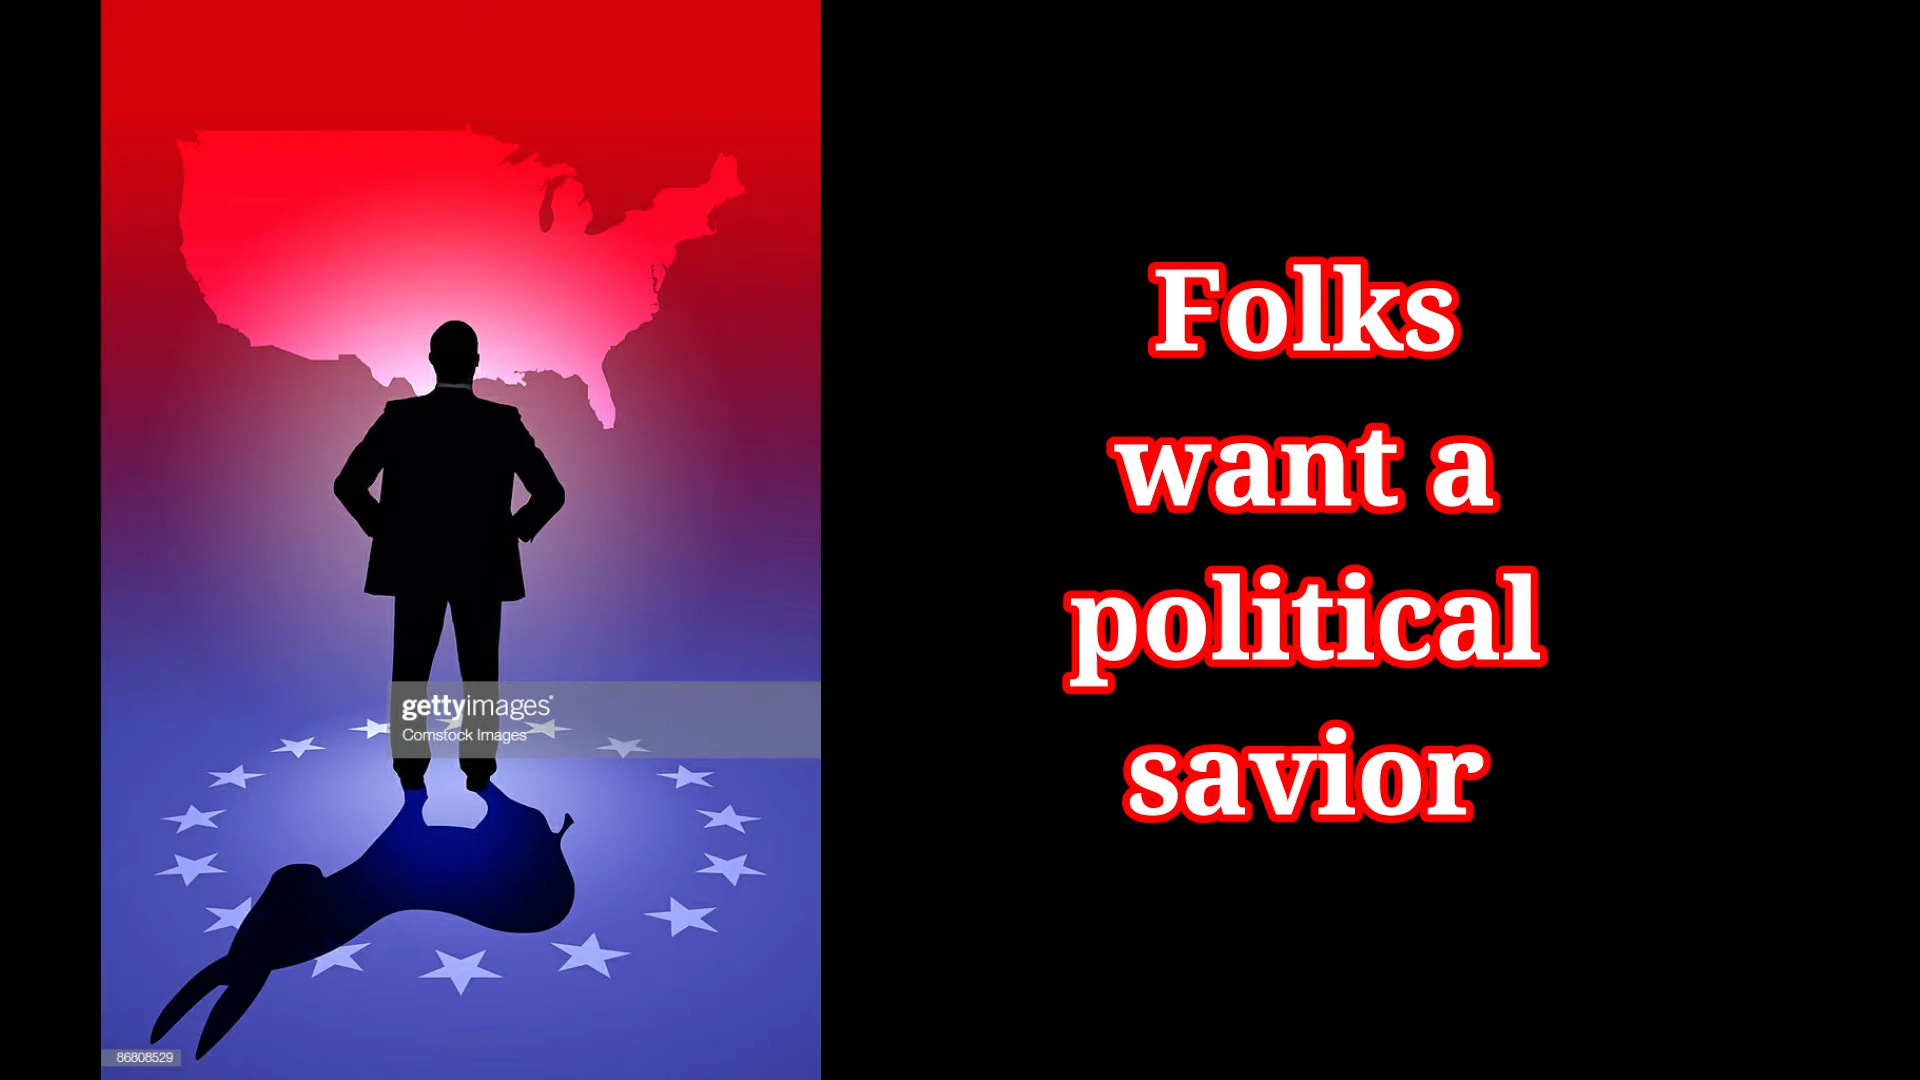 Folks
want a
political
savior
gettyimages®
Comstock Images
86808529